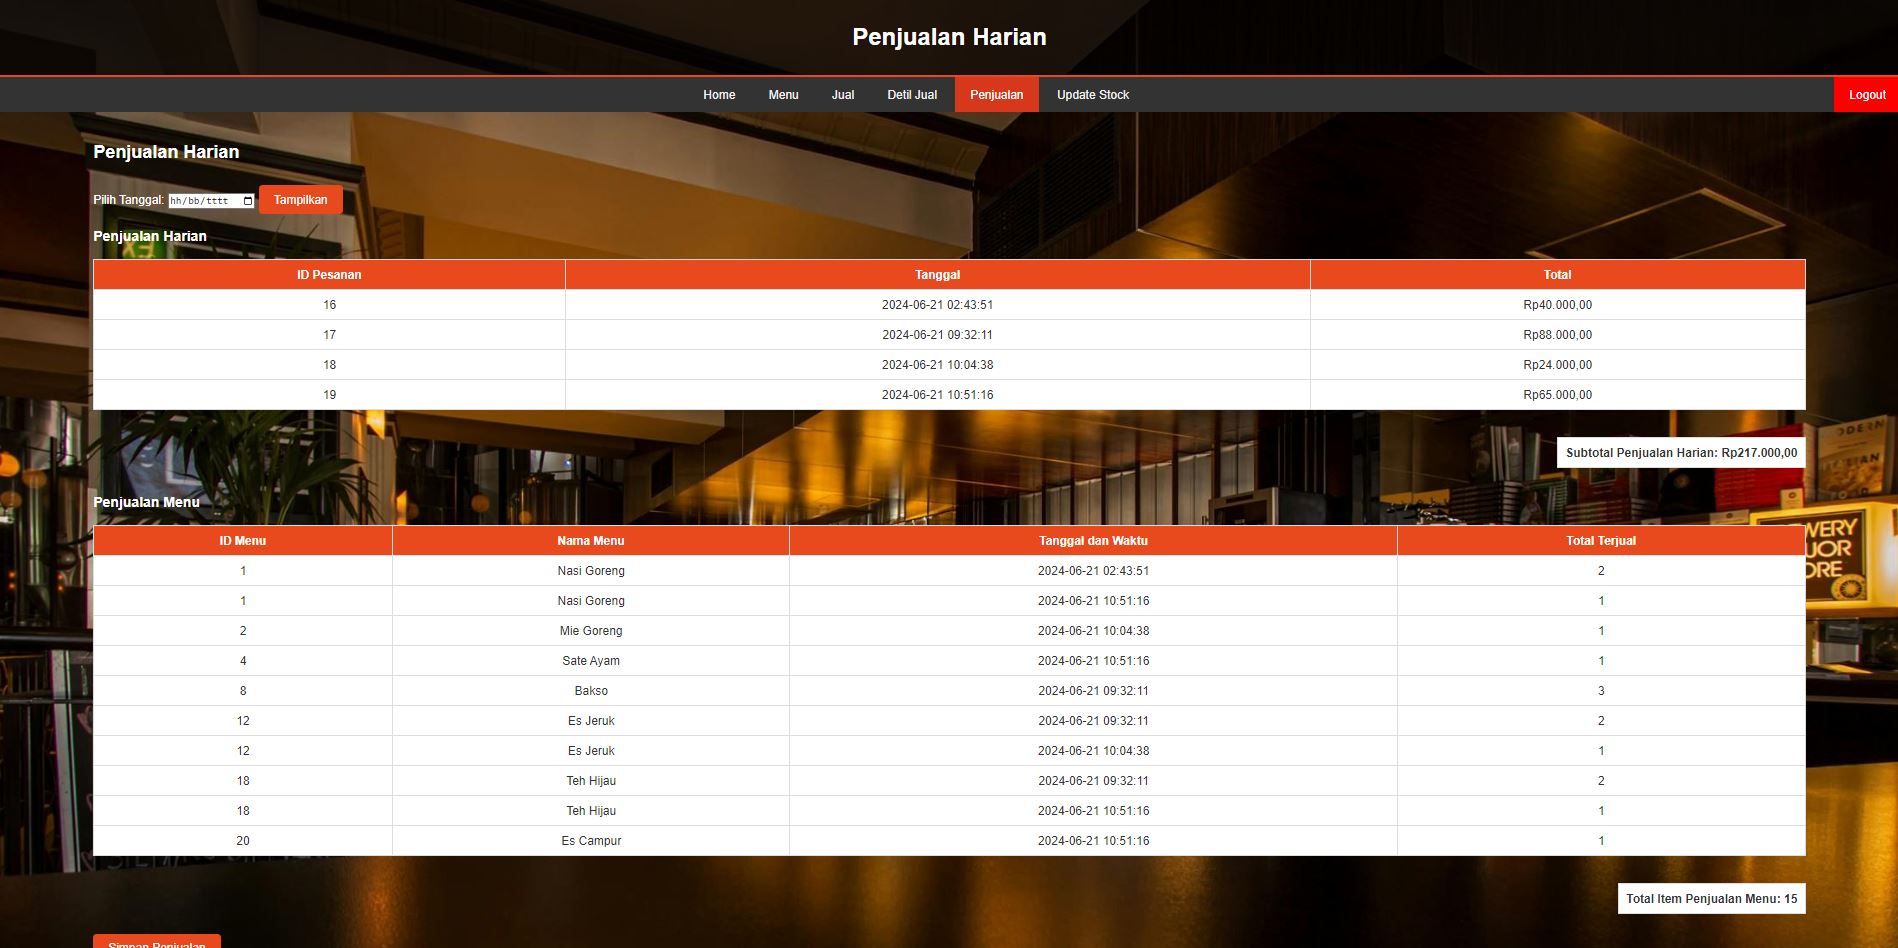 Penjualan Harian
Home Menu Jual Detil Jual Penjualan Update Stock Logout
Penjualan Harian
Pilih Tanggal: hh/bb/tttt Tampilkan
Penjualan Harian
ID Pesanan Tanggal Total
16 2024-06-21 02:43:51 Rp40.000,00
17 2024-06-21 09:32:11 Rp88.000,00
18 2024-06-21 10:04:38 Rp24.000,00
19 2024-06-21 10:51:16 Rp65.000,00
Subtotal Penjualan Harian: Rp217.000,00
Penjualan Menu
ID Menu Nama Menu Tanggal dan Waktu Total Terjual
1 Nasi Goreng 2024-06-21 02:43:51 2
1 Nasi Goreng 2024-06-21 10:51:16 1
2 Mie Goreng 2024-06-21 10:04:38 1
4 Sate Ayam 2024-06-21 10:51:16 1
8 Bakso 2024-06-21 09:32:11 3
12 Es Jeruk 2024-06-21 09:32:11 2
12 Es Jeruk 2024-06-21 10:04:38 1
18 Teh Hijau 2024-06-21 09:32:11 2
18 Teh Hijau 2024-06-21 10:51:16 1
20 Es Campur 2024-06-21 10:51:16 1
Total Item Penjualan Menu: 15
Simpan Penjualan